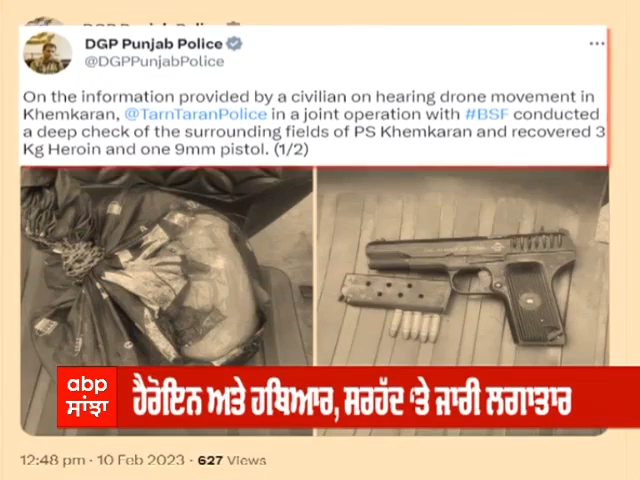 DGP Punjab Police
@DGPPunjabPolice
On the information provided by a civilian on hearing drone movement in
Khemkaran, @TarnTaranPolice in a joint operation with #BSF conducted
a deep check of the surrounding fields of PS Khemkaran and recovered 3
Kg Heroin and one 9mm pistol. (1/2)
abp
ਸਾਂਝਾ
ਹੈਰੋਇਨ ਅਤੇ ਹਥਿਆਰ, ਸਰਹੱਦ 'ਤੇ ਜਾਰੀ ਲਗਾਤਾਰ
12:48 pm · 10 Feb 2023 · 627 Views